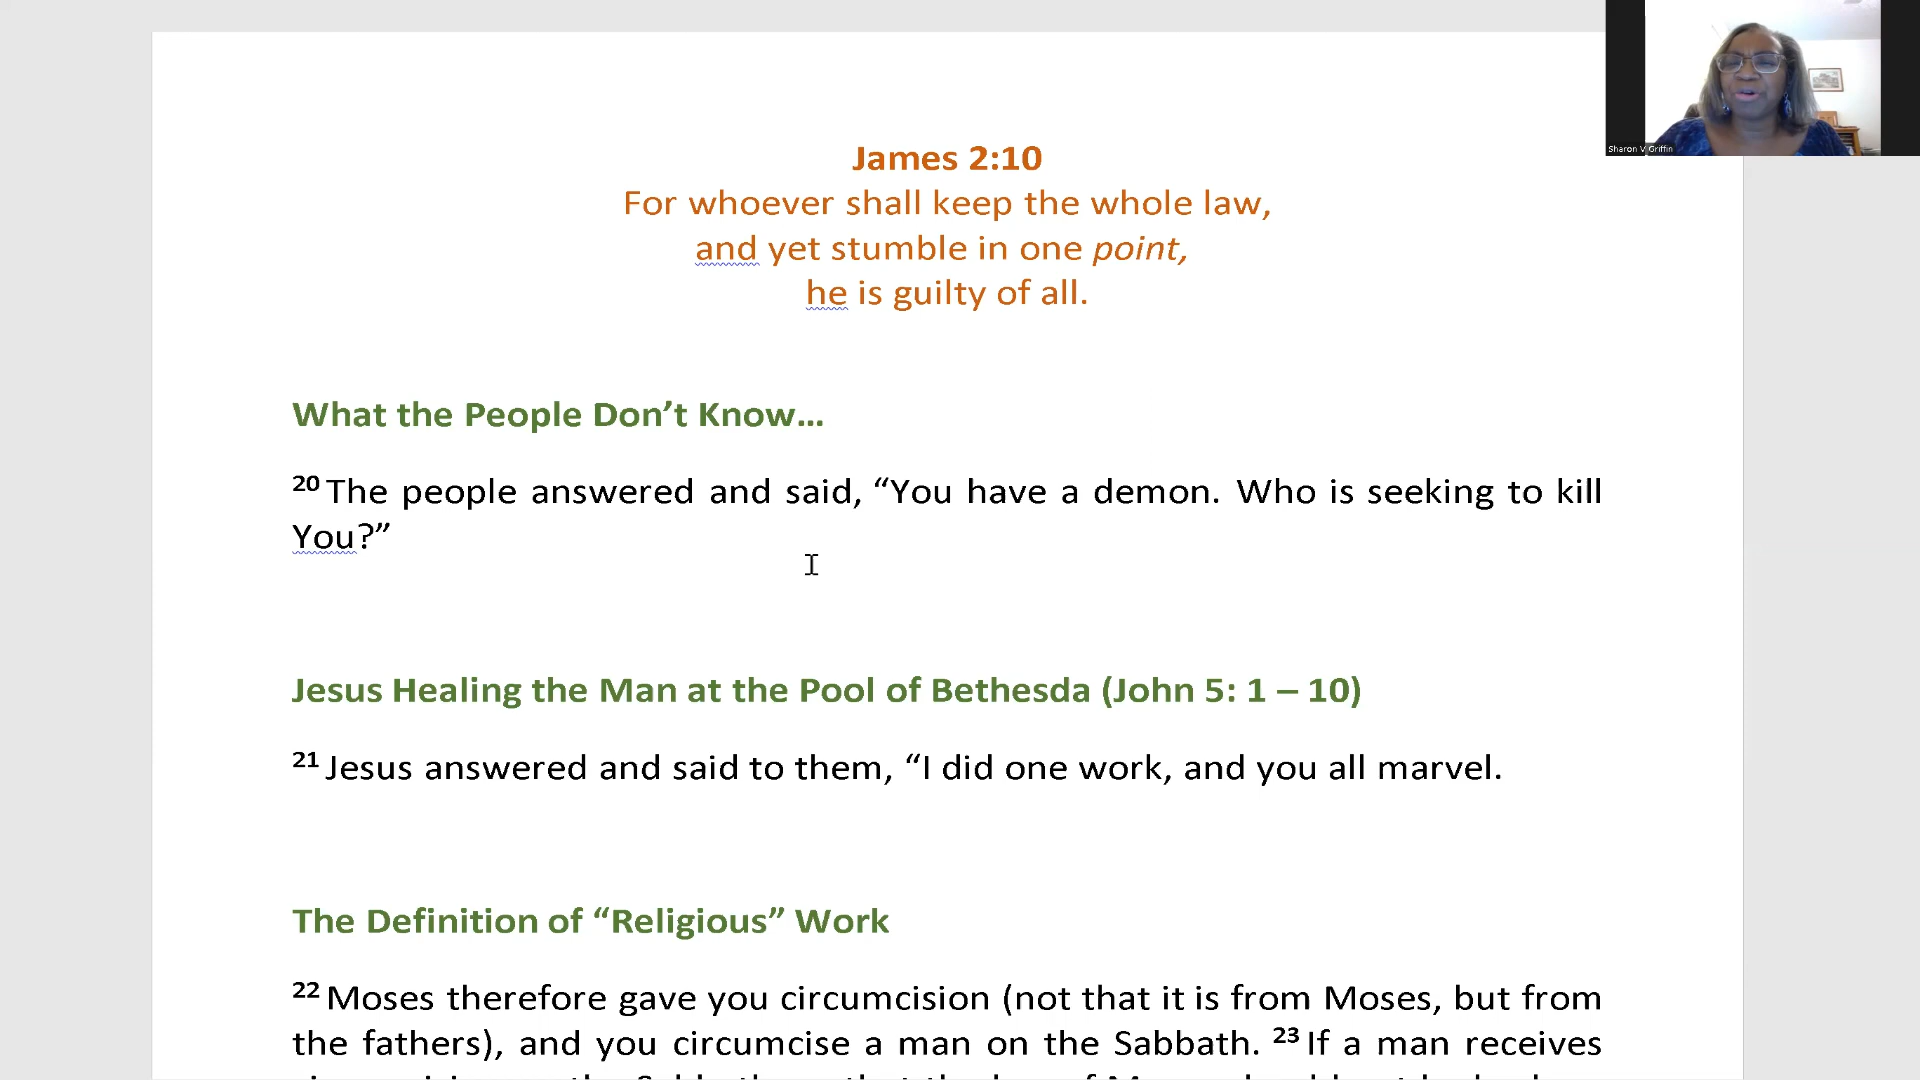 Sharon V Griffin
James 2:10
For whoever shall keep the whole law,
and yet stumble in one point,
he is guilty of all.
What the People Don’t Know…
20 The people answered and said, “You have a demon. Who is seeking to kill
You?”
Jesus Healing the Man at the Pool of Bethesda (John 5: 1 – 10)
21 Jesus answered and said to them, “I did one work, and you all marvel.
The Definition of “Religious” Work
22 Moses therefore gave you circumcision (not that it is from Moses, but from
the fathers), and you circumcise a man on the Sabbath. 23 If a man receives